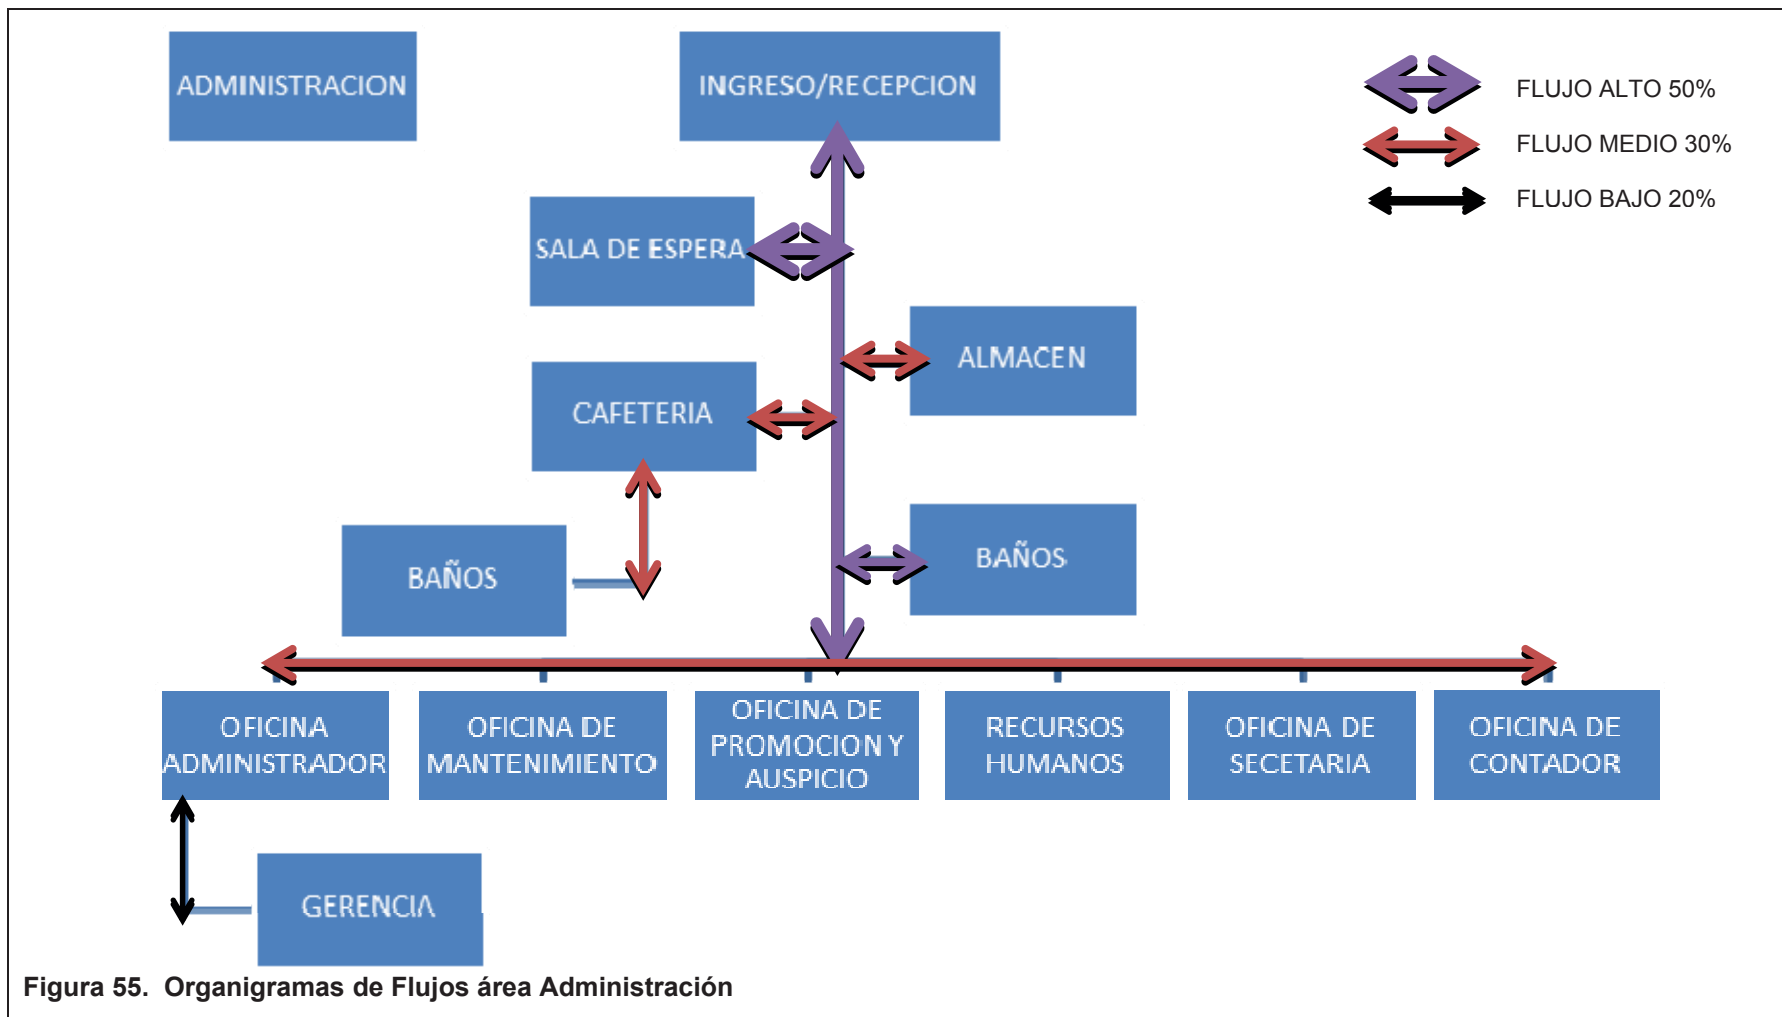 ADMINISTRACION
INGRESO/RECEPCION
FLUJO ALTO 50%
FLUJO MEDIO 30%
FLUJO BAJO 20%
SALA DE ESPERA
ALMACEN
CAFETERIA
BAÑOS
BAÑOS
OFICINA
ADMINISTRADOR
OFICINA DE
MANTENIMIENTO
OFICINA DE
PROMOCION Y
AUSPICIO
RECURSOS
HUMANOS
OFICINA DE
SECETARIA
OFICINA DE
CONTADOR
GERENCIA
Figura 55. Organigramas de Flujos área Administración